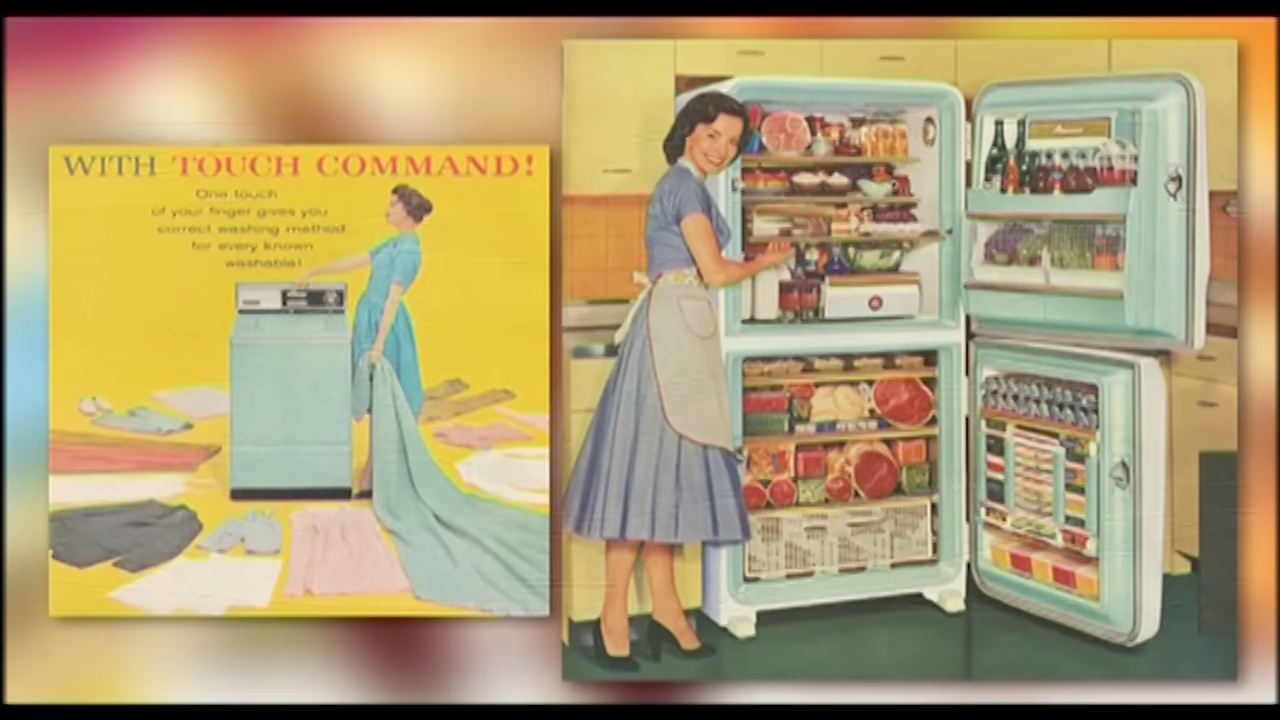 WITH TOUCH COMMAND!
One touch
of your finger gives you
correct washing method
for every known
washable!